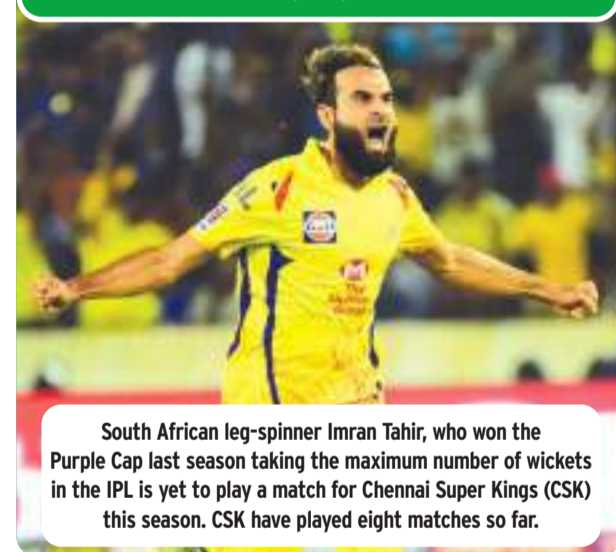 South African leg-spinner Imran Tahir, who won the
Purple Cap last season taking the maximum number of wickets
in the IPL is yet to play a match for Chennai Super Kings (CSK)
this season. CSK have played eight matches so far.
Gulf
The